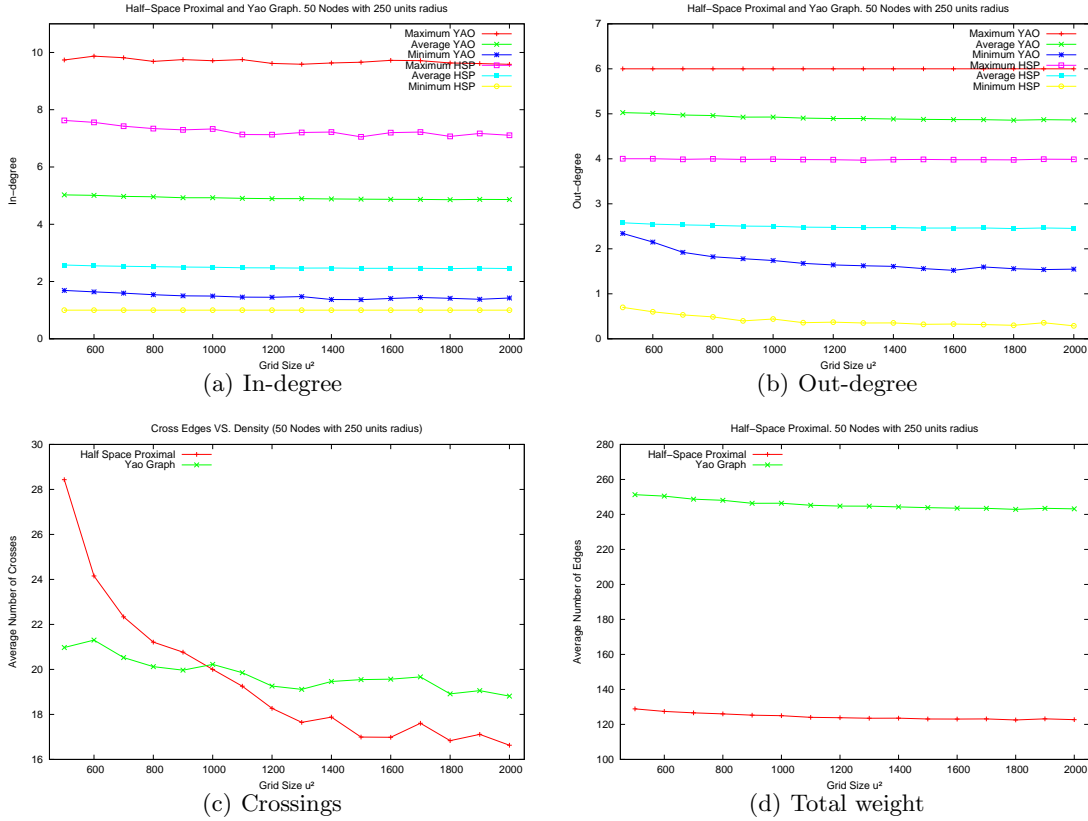 Half-Space Proximal and Yao Graph. 50 Nodes with 250 units radius
Maximum YAO
Average YAO
Minimum YAO
Maximum HSP
Average HSP
Minimum HSP
In-degree
10
8
6
4
2
0
600 800 1000 1200 1400 1600 1800 2000
Grid Size u²
(a) In-degree
Half-Space Proximal and Yao Graph. 50 Nodes with 250 units radius
Maximum YAO
Average YAO
Minimum YAO
Maximum HSP
Average HSP
Minimum HSP
Out-degree
7
6
5
4
3
2
1
0
600 800 1000 1200 1400 1600 1800 2000
Grid Size u²
(b) Out-degree
Cross Edges VS. Density (50 Nodes with 250 units radius)
Half Space Proximal
Yao Graph
Average Number of Crosses
30
28
26
24
22
20
18
16
600 800 1000 1200 1400 1600 1800 2000
Grid Size u²
(c) Crossings
Half-Space Proximal. 50 Nodes with 250 units radius
Half-Space Proximal
Yao Graph
Average Number of Edges
280
260
240
220
200
180
160
140
120
100
600 800 1000 1200 1400 1600 1800 2000
Grid Size u²
(d) Total weight